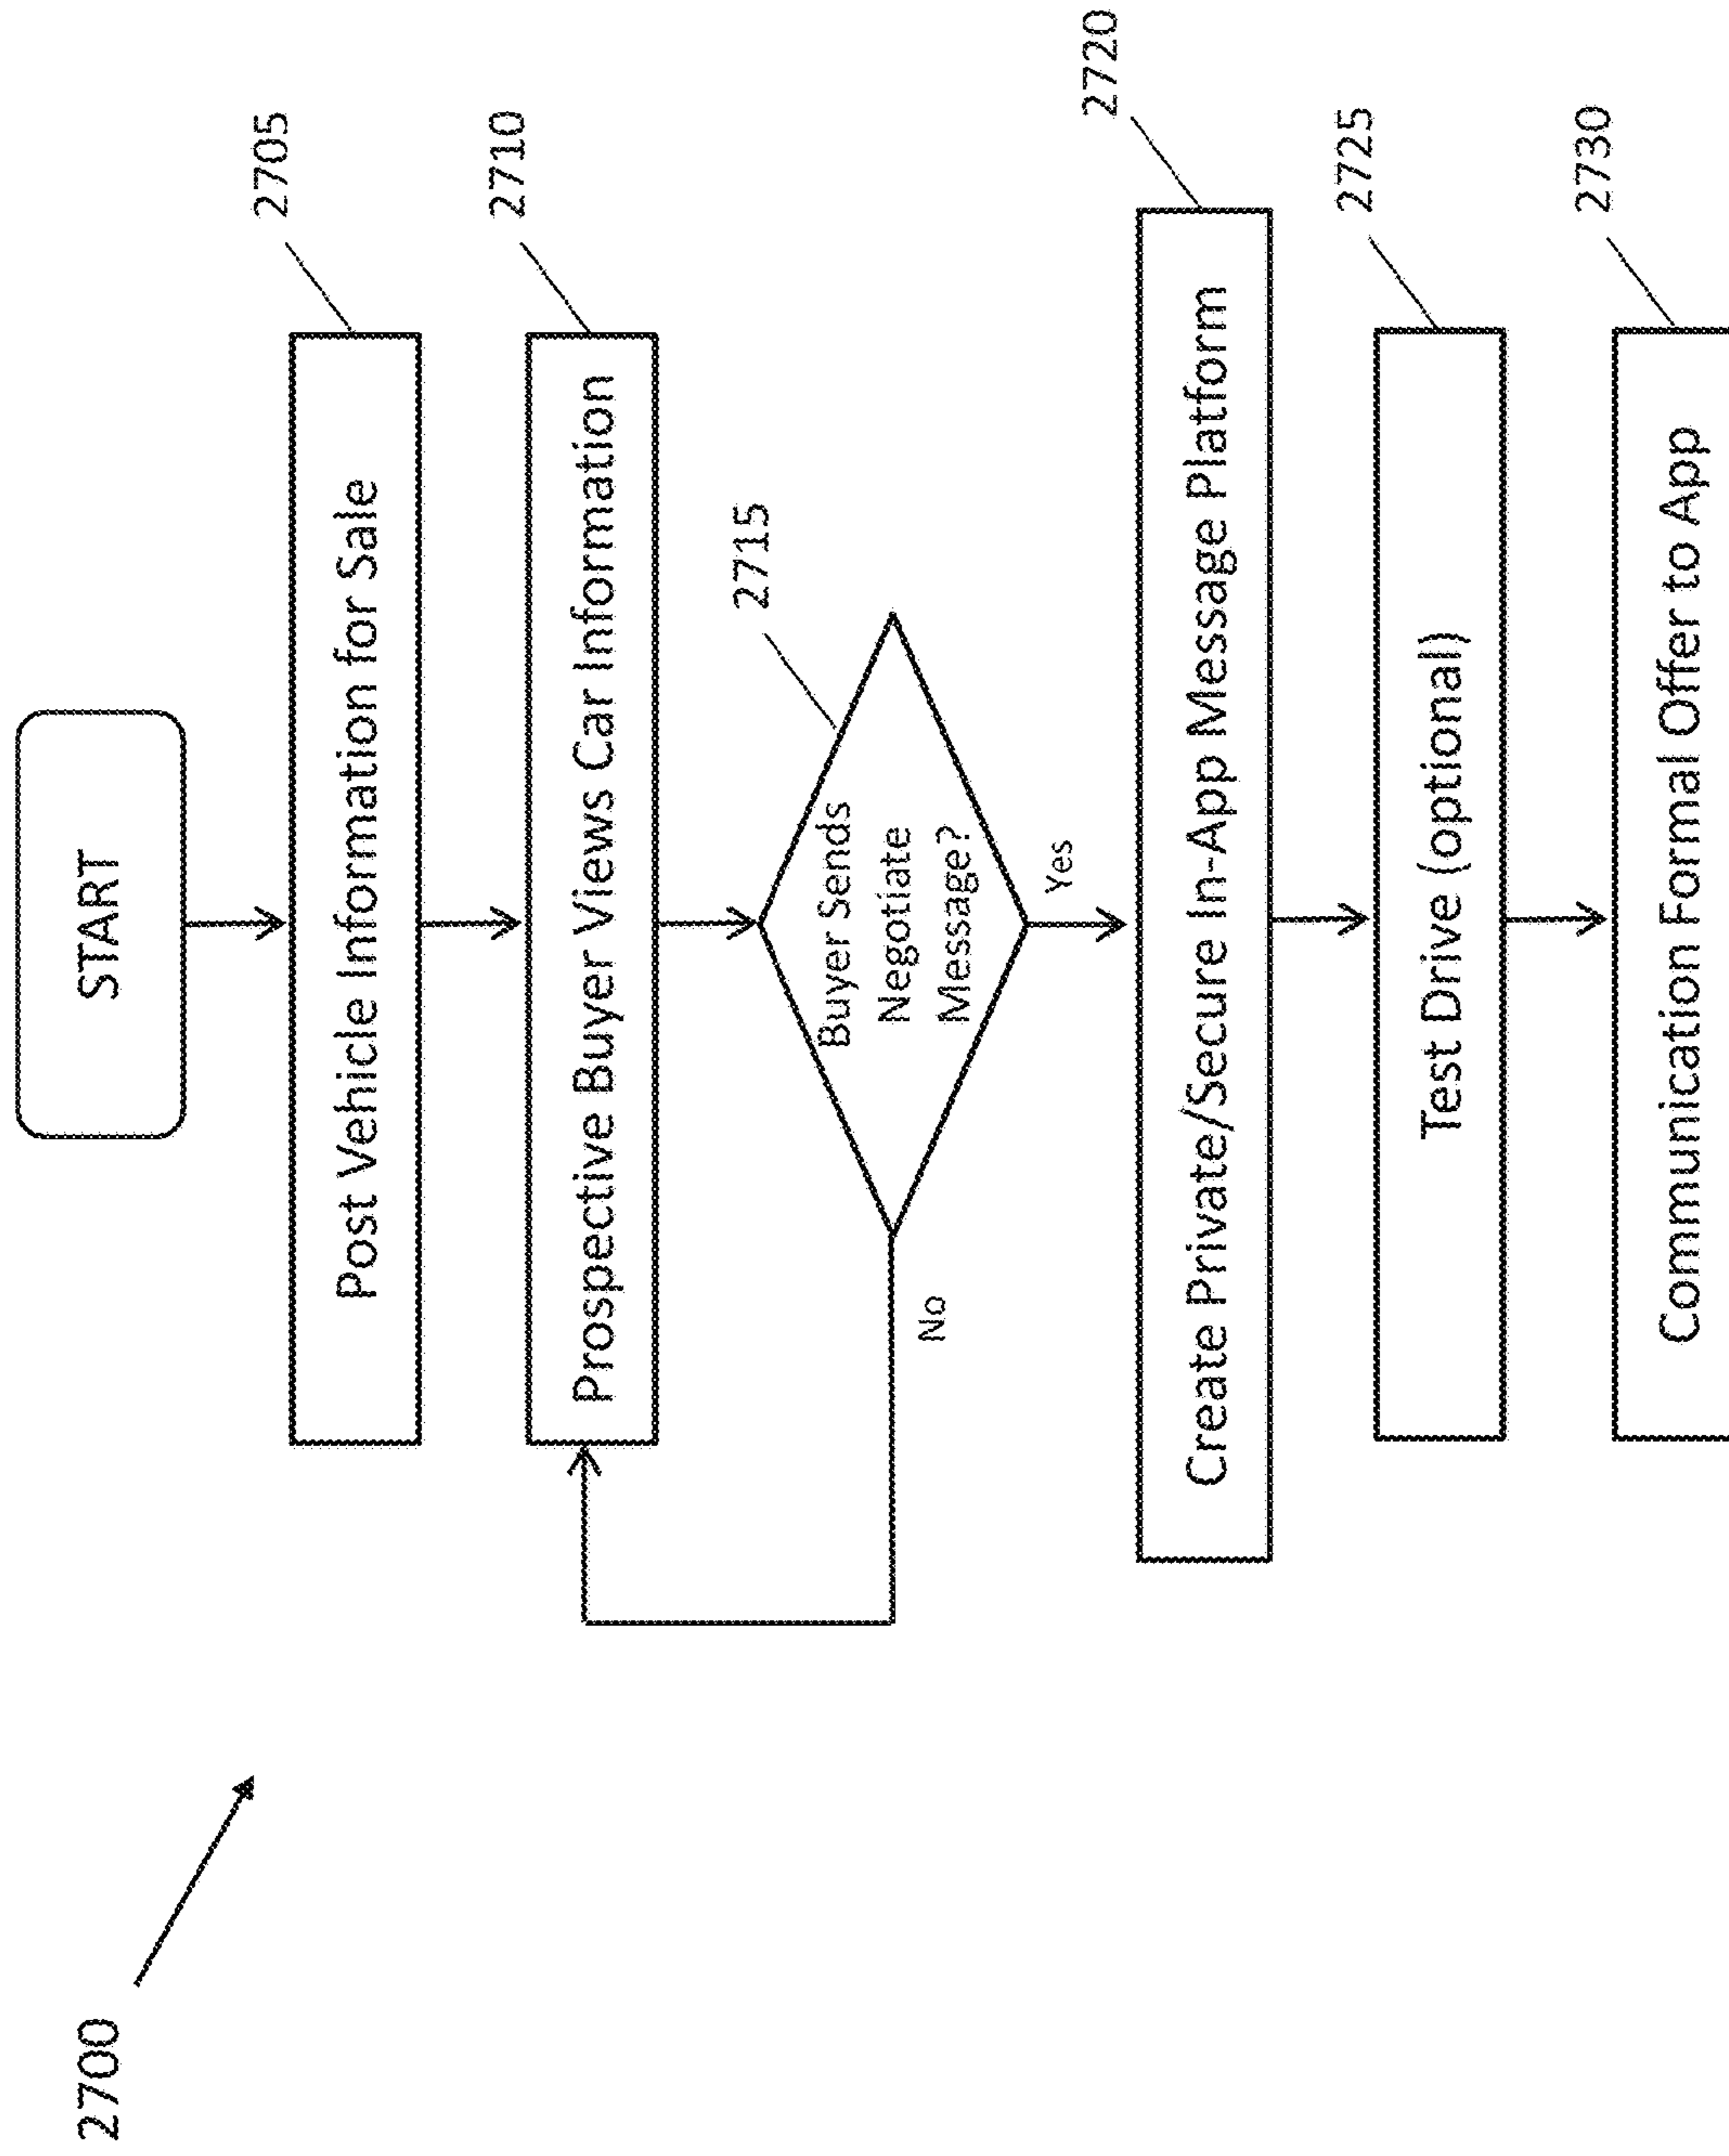 2700
START
2705
Post Vehicle Information for Sale
2710
Prospective Buyer Views Car Information
2715
Buyer Sends
Negotiate
Message?
No
Yes
2720
Create Private/Secure In-App Message Platform
2725
Test Drive (optional)
2730
Communication Formal Offer to App